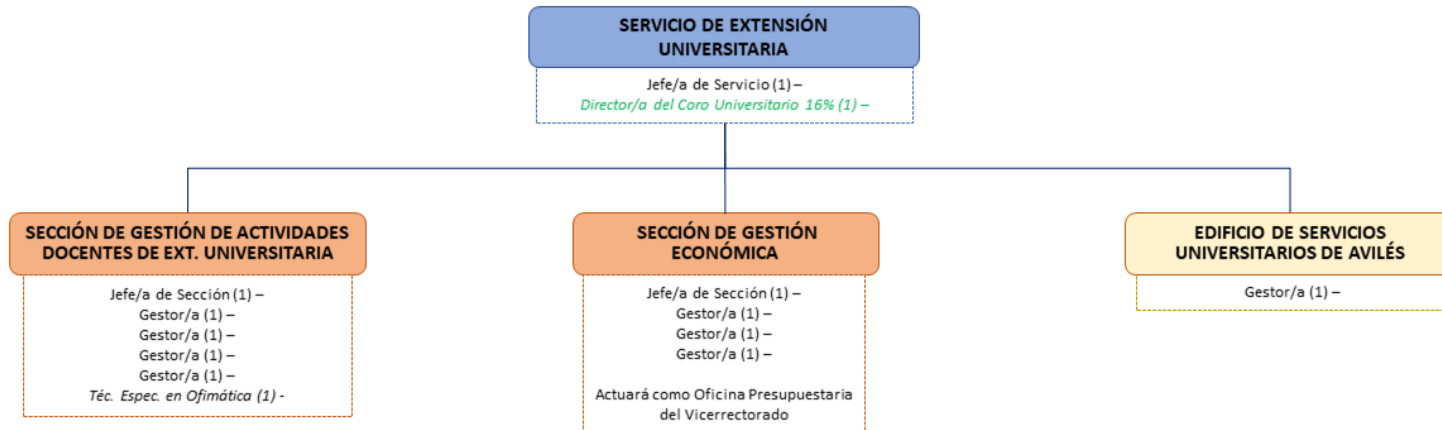 SERVICIO DE EXTENSIÓN
UNIVERSITARIA
Jefe/a de Servicio (1) –
Director/a del Coro Universitario 16% (1) –
SECCIÓN DE GESTIÓN DE ACTIVIDADES
DOCENTES DE EXT. UNIVERSITARIA
Jefe/a de Sección (1) –
Gestor/a (1) –
Gestor/a (1) –
Gestor/a (1) –
Gestor/a (1) –
Téc. Espec. en Ofimática (1) -
SECCIÓN DE GESTIÓN
ECONÓMICA
Jefe/a de Sección (1) –
Gestor/a (1) –
Gestor/a (1) –
Gestor/a (1) –
Actuará como Oficina Presupuestaria
del Vicerrectorado
EDIFICIO DE SERVICIOS
UNIVERSITARIOS DE AVILÉS
Gestor/a (1) –